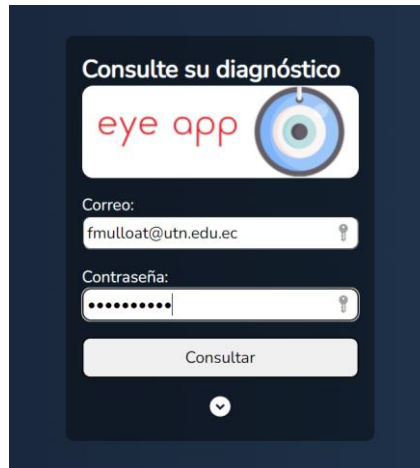 Consulte su diagnóstico
eye app
Correo:
fmulloat@utn.edu.ec
Contraseña:
••••••••••
Consultar